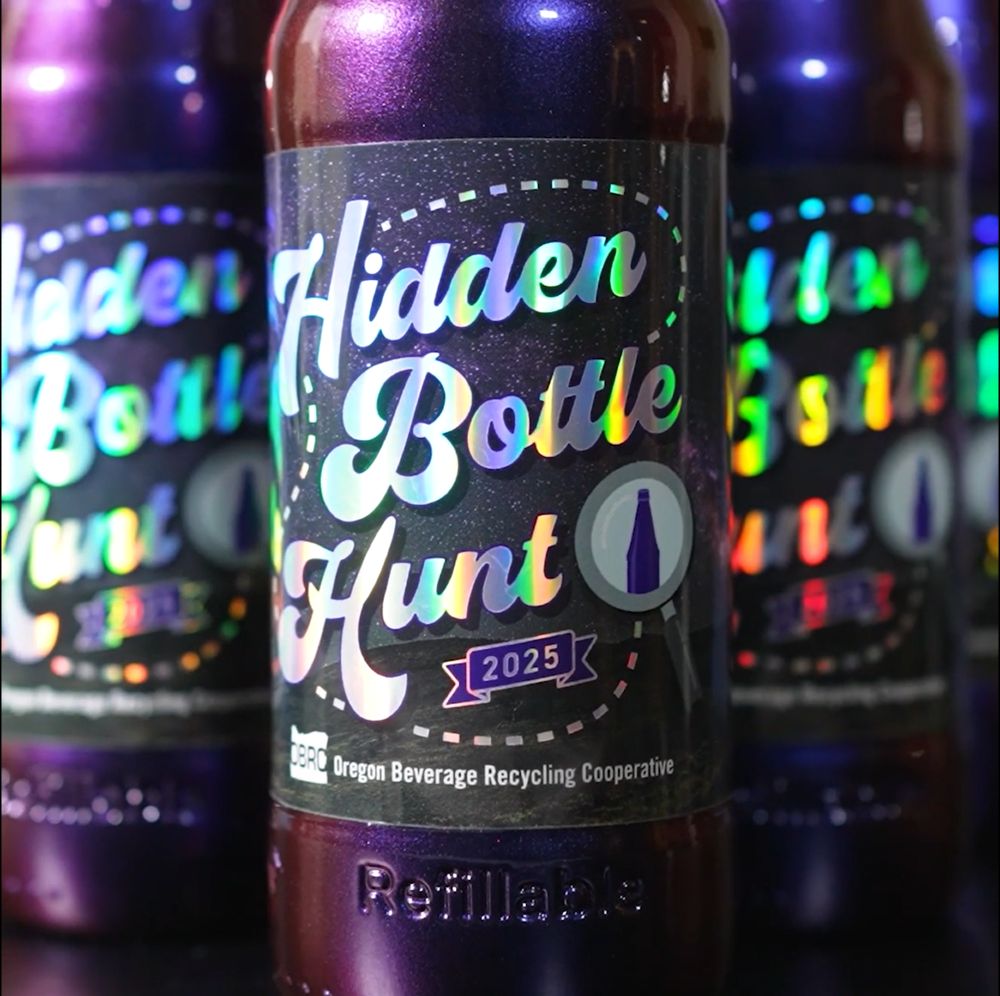 Hidden
Bottle
Hunt
2025
OBRC Oregon Beverage Recycling Cooperative
Refillable